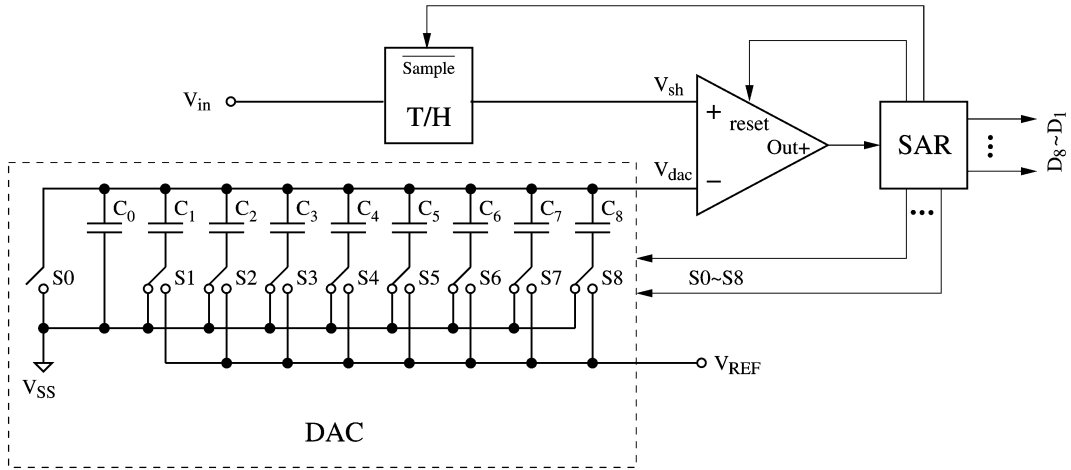 Sample
T/H
V_in
V_sh
+
reset
Out+
−
V_dac
SAR
D_8~D_1
C_0 C_1 C_2 C_3 C_4 C_5 C_6 C_7 C_8
S0 S1 S2 S3 S4 S5 S6 S7 S8
S0~S8
V_SS
V_REF
DAC